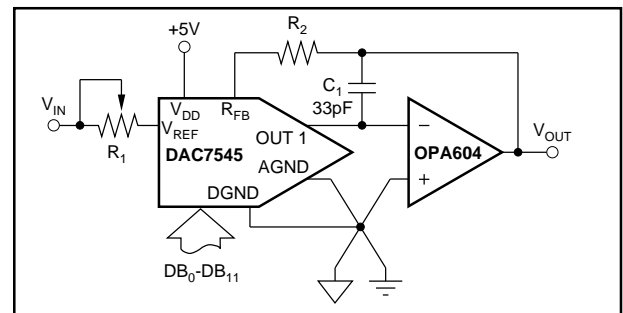 +5V
R2
C1
33pF
VIN
VDD
RFB
VREF
OUT 1
R1
DAC7545
AGND
DGND
–
OPA604
+
VOUT
DB0-DB11